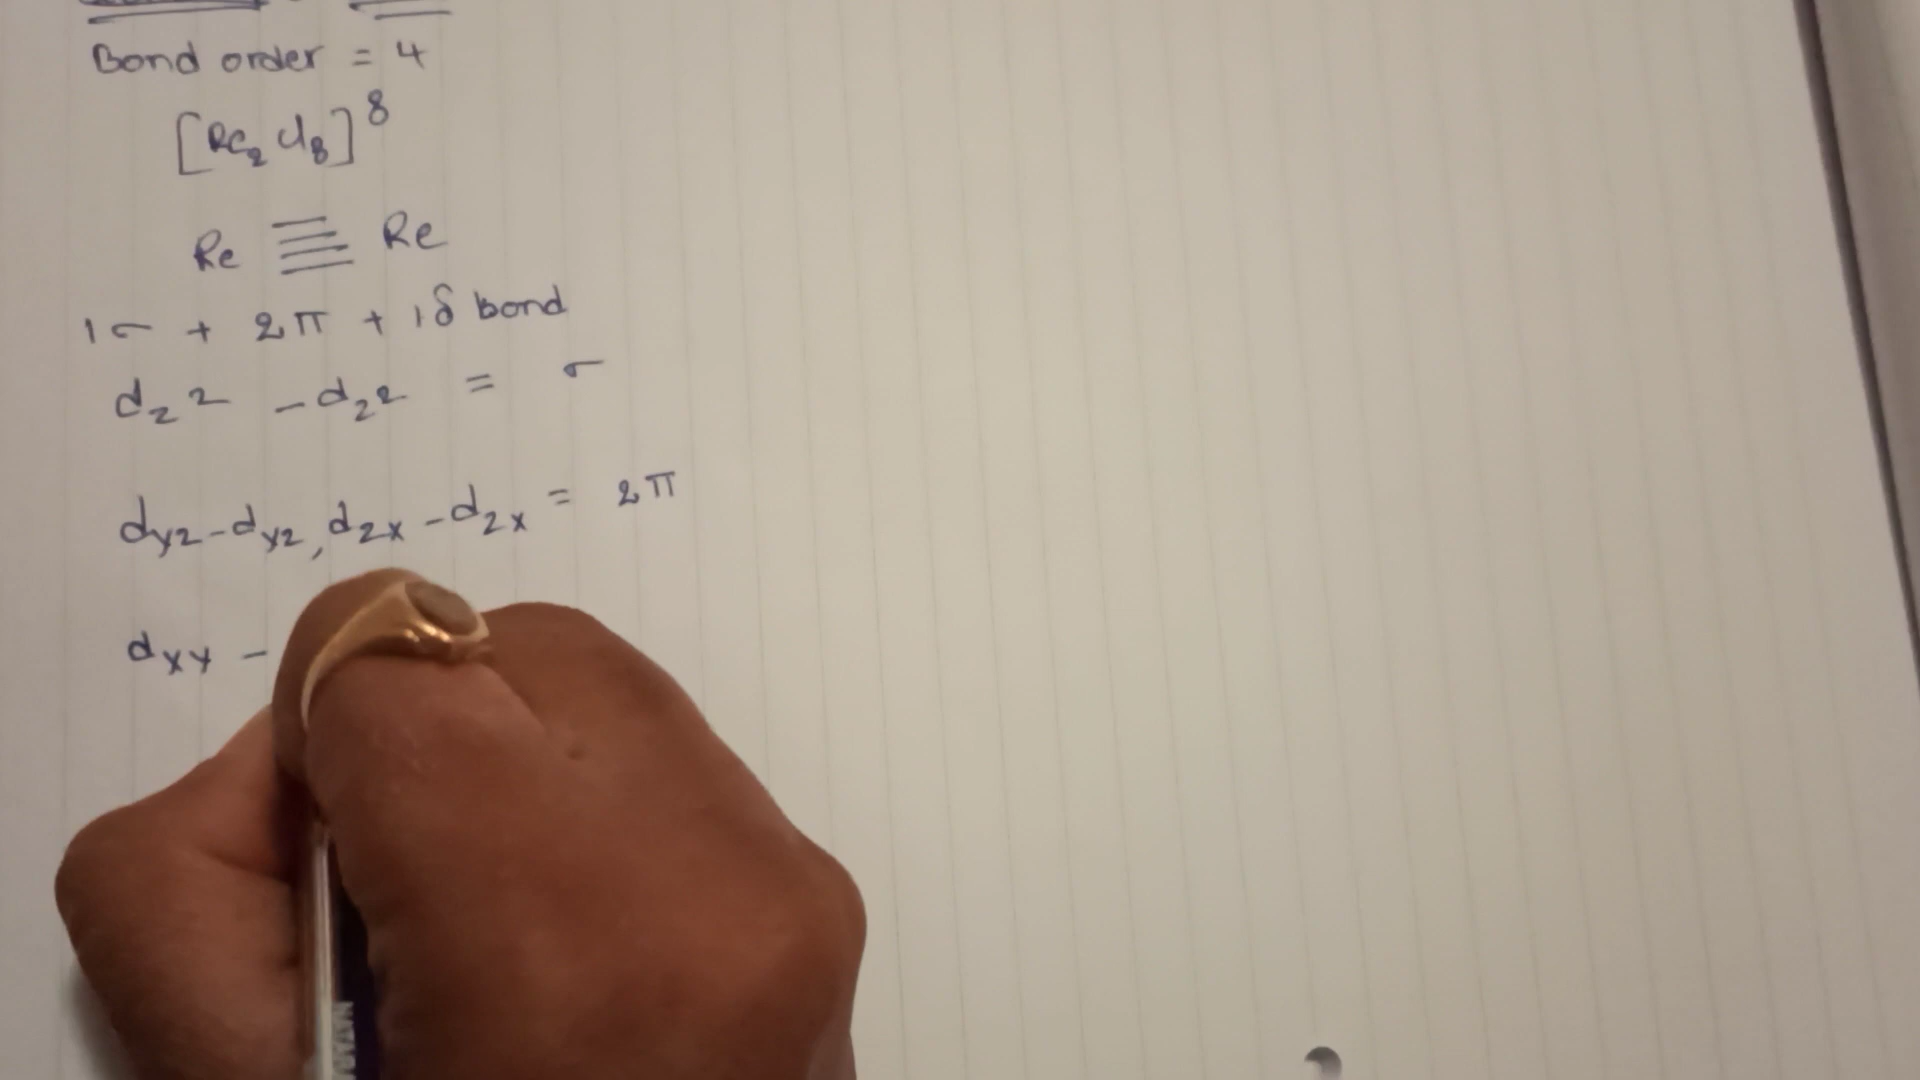 Bond order = 4
[Re₂Cl₈]⁸
Re ≣ Re
1σ + 2π + 1δ bond
dz² - dz² = σ
dyz - dyz, dzx - dzx = 2π
dxy -